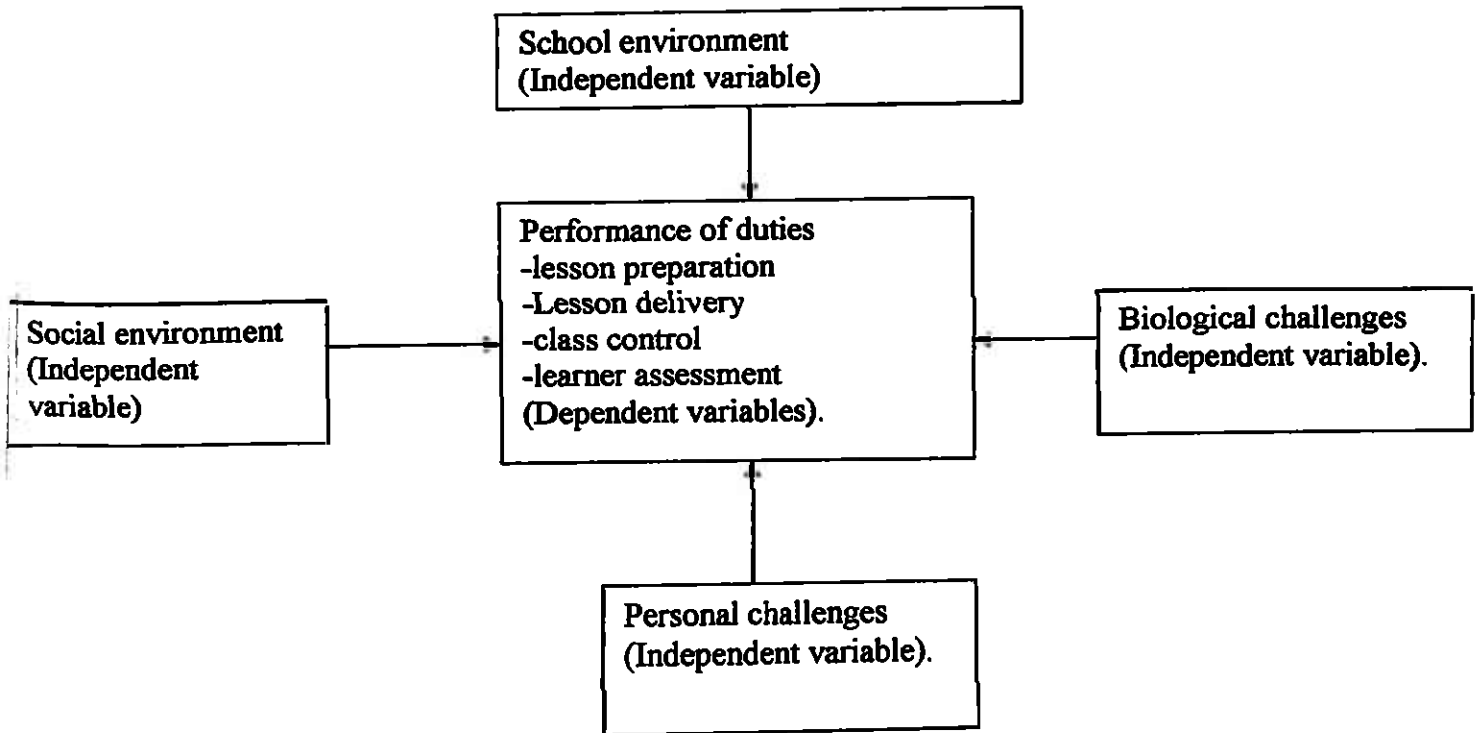 School environment
(Independent variable)
Performance of duties
-lesson preparation
-Lesson delivery
-class control
-learner assessment
(Dependent variables).
Social environment
(Independent
variable)
Biological challenges
(Independent variable).
Personal challenges
(Independent variable).